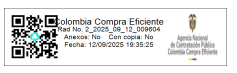 Colombia Compra Eficiente
Rad No. 2_2025_09_12_009604
Anexos: No Con copia: No
Fecha: 12/09/2025 19:35:25
Agencia Nacional
de Contratación Pública
Colombia Compra Eficiente